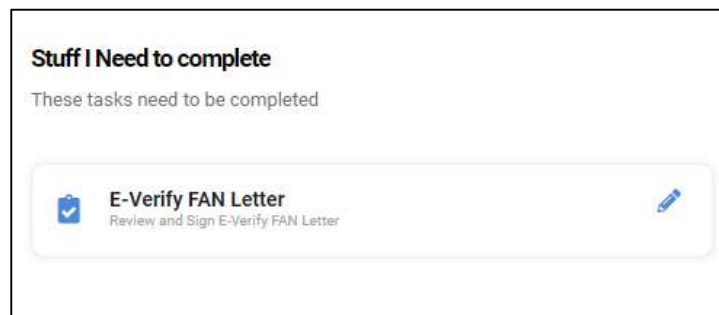 Stuff I Need to complete
These tasks need to be completed
E-Verify FAN Letter
Review and Sign E-Verify FAN Letter